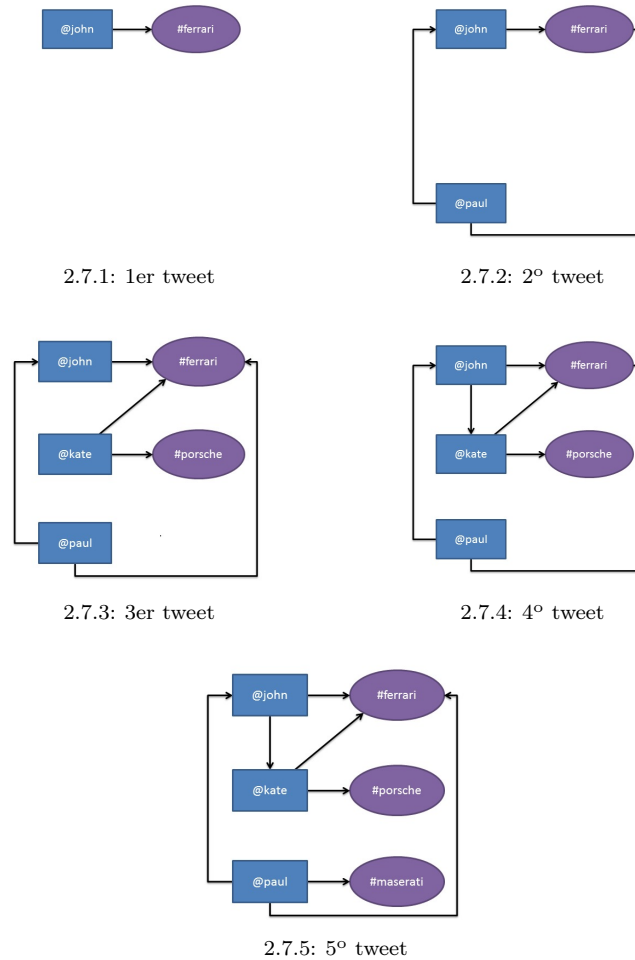 @john #ferrari
@john #ferrari
@paul
2.7.1: 1er tweet
2.7.2: 2º tweet
@john #ferrari
@kate #porsche
@paul
2.7.3: 3er tweet
@john #ferrari
@kate #porsche
@paul
2.7.4: 4º tweet
@john #ferrari
@kate #porsche
@paul #maserati
2.7.5: 5º tweet